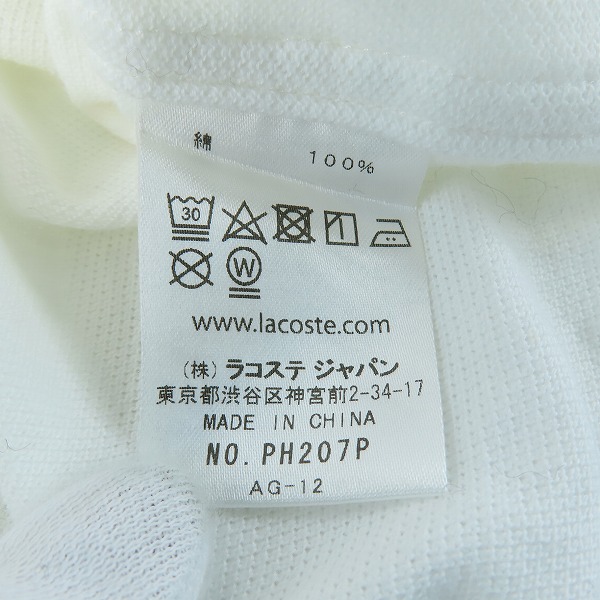 綿 100%
30
W
www.lacoste.com
(株) ラコステ ジャパン
東京都渋谷区神宮前2-34-17
MADE IN CHINA
NO. PH207P
AG-12